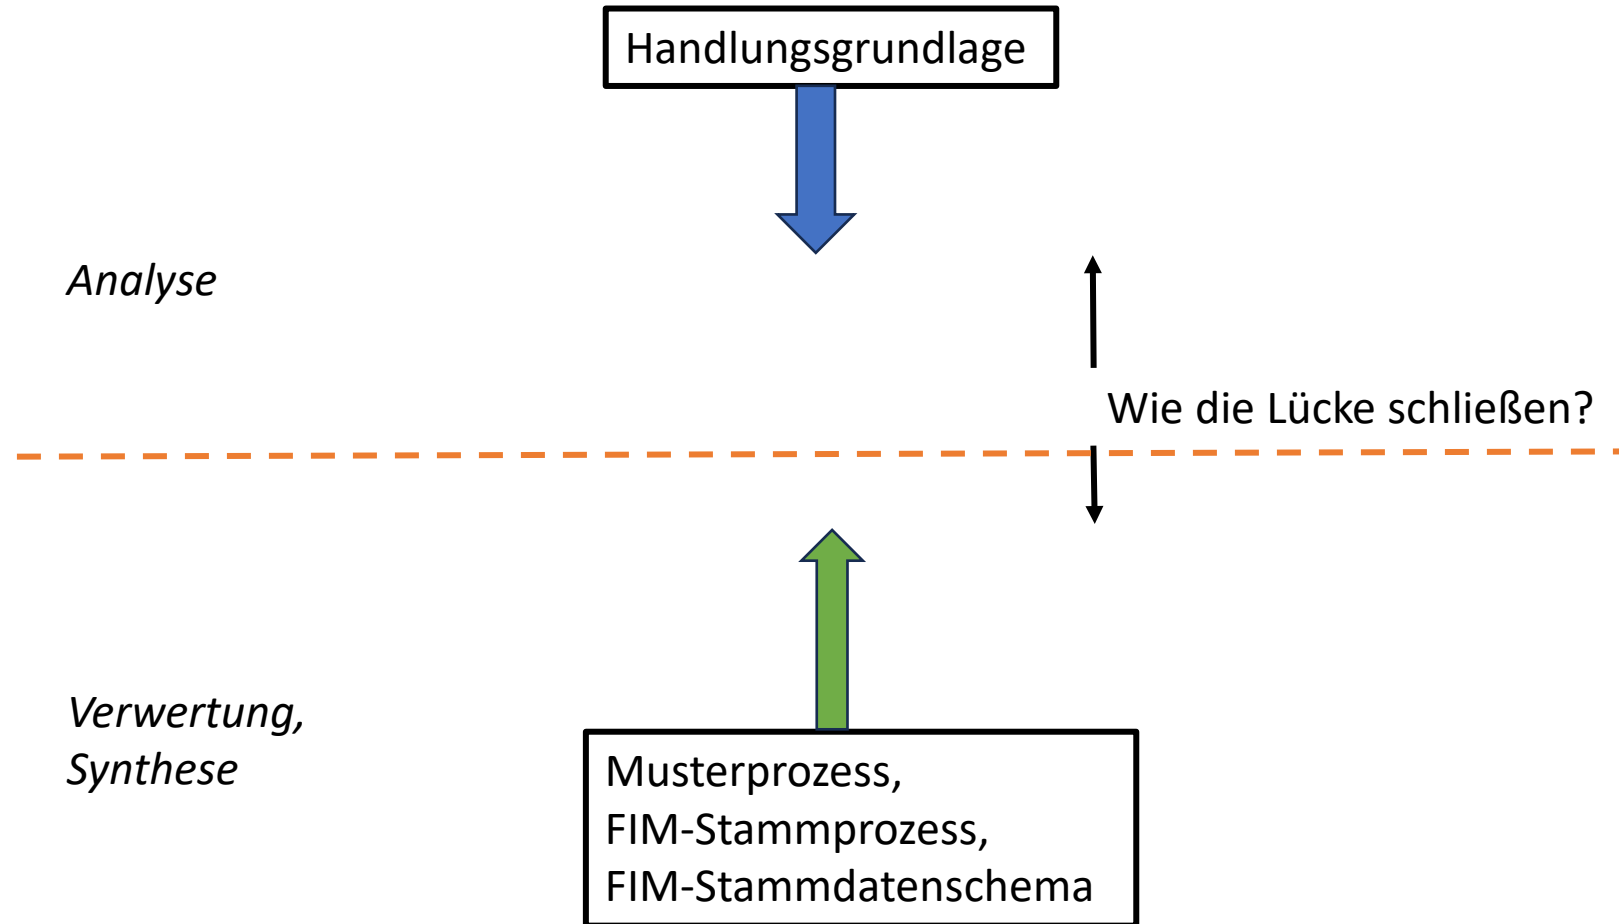 Handlungsgrundlage
Analyse
Wie die Lücke schließen?
Verwertung,
Synthese
Musterprozess,
FIM-Stammprozess,
FIM-Stammdatenschema